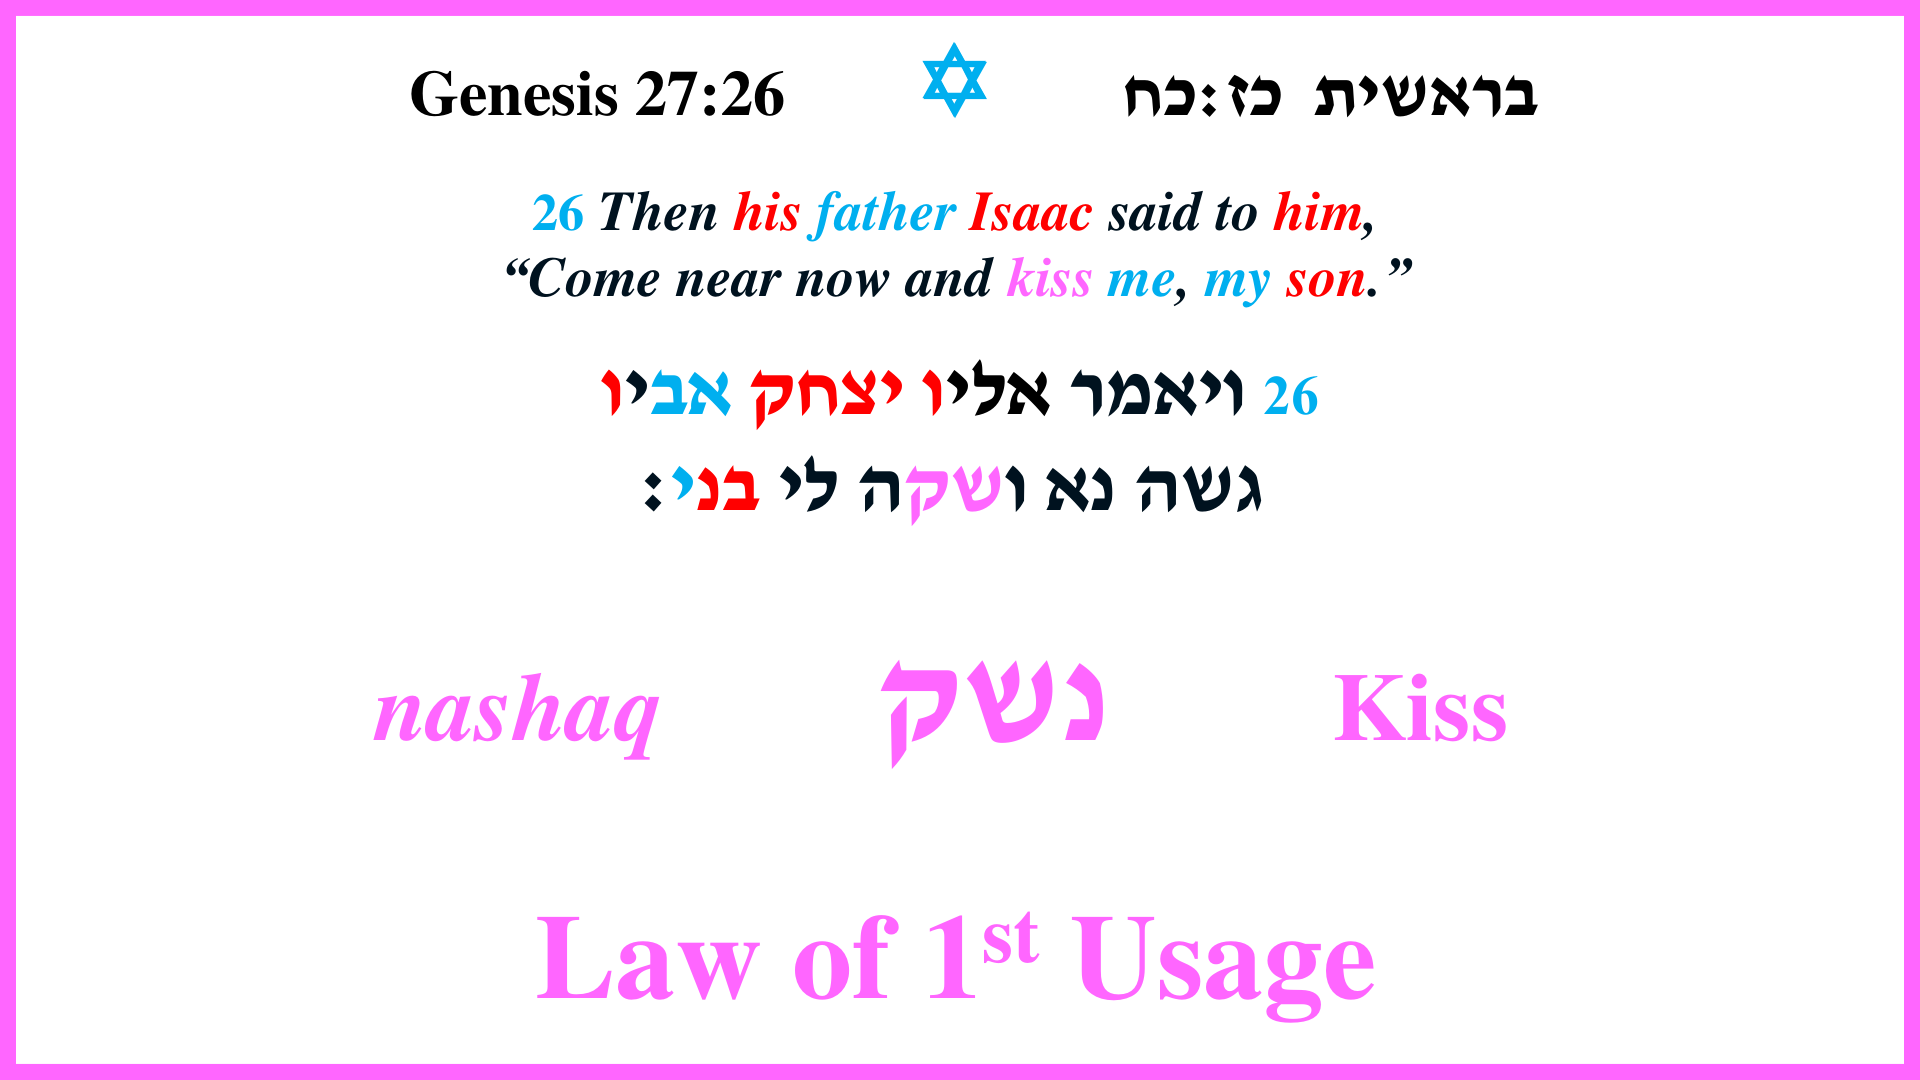 Genesis 27:26 ✡ בראשית כז:כח
26 Then his father Isaac said to him,
“Come near now and kiss me, my son.”
26 ויאמר אליו יצחק אביו
גשה נא ושקה לי בני:
nashaq נשק Kiss
Law of 1st Usage